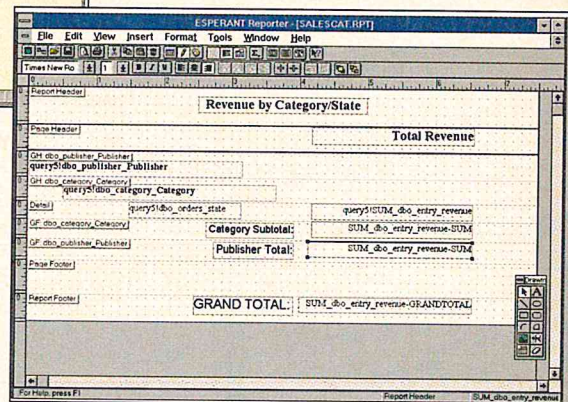 ESPERANT Reporter - [SALESCAT.RPT]
File Edit View Insert Format Tools Window Help
Times New Ro
Report Header
Revenue by Category/State
Page Header
Total Revenue
GH dbo_publisher_Publisher
query5!dbo_publisher_Publisher
GH dbo_category_Category
query5!dbo_category_Category
Detail
query5!dbo_orders_state
query5!SUM_dbo_entry_revenue
GF dbo_category_Category
Category Subtotal:
SUM_dbo_entry_revenue-SUM
GF dbo_publisher_Publisher
Publisher Total:
SUM_dbo_entry_revenue-SUM
Page Footer
Report Footer
GRAND TOTAL:
SUM_dbo_entry_revenue-GRANDTOTAL
For Help, press F1
Report Header
SUM_dbo_entry_revenue